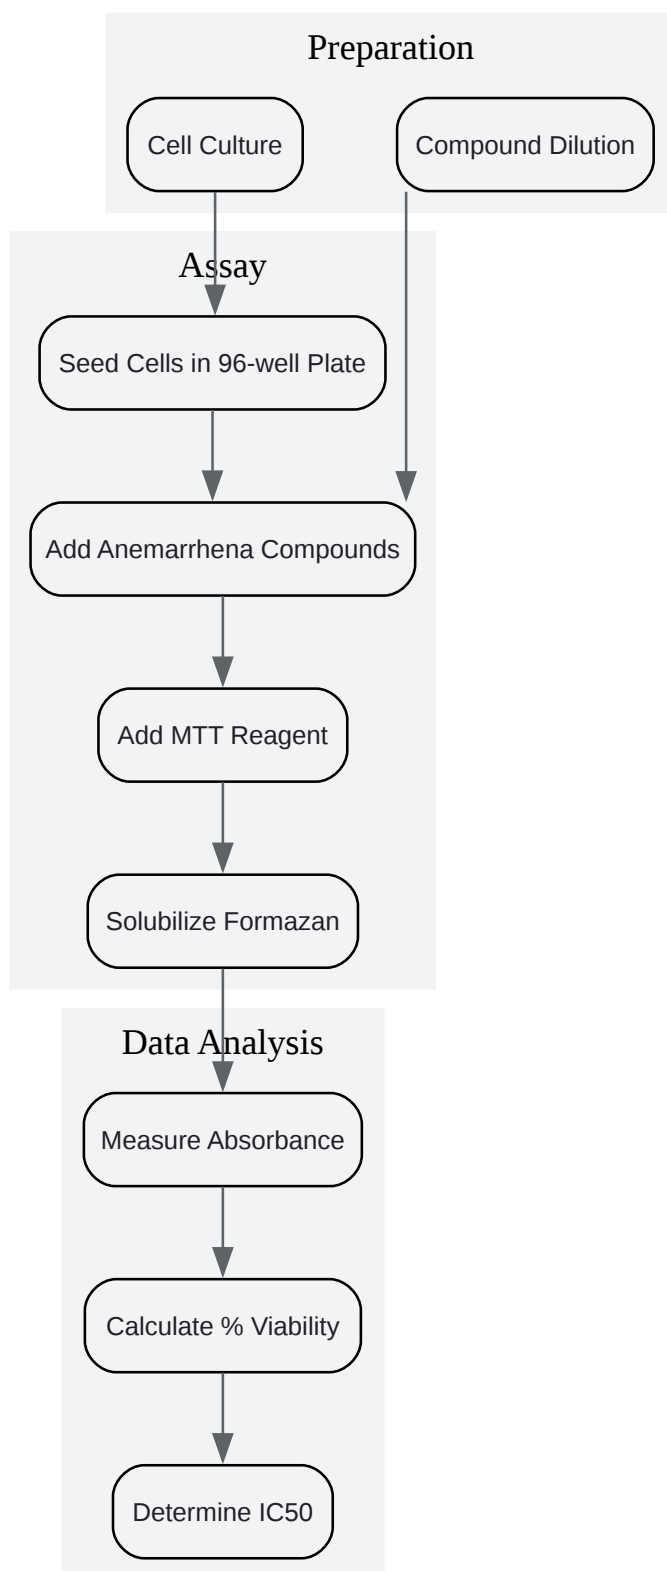 Preparation
Cell Culture
Compound Dilution
Assay
Seed Cells in 96-well Plate
Add Anemarrhena Compounds
Add MTT Reagent
Solubilize Formazan
Data Analysis
Measure Absorbance
Calculate % Viability
Determine IC50